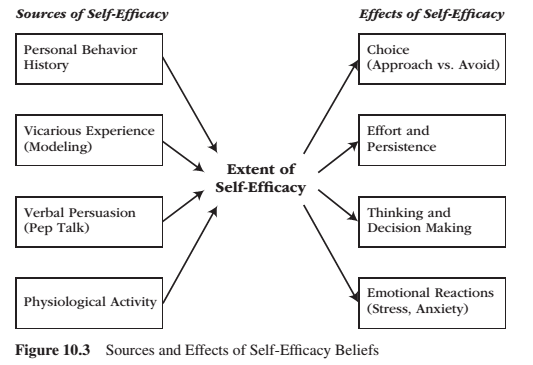 Sources of Self-Efficacy
Effects of Self-Efficacy
Personal Behavior
History
Vicarious Experience
(Modeling)
Verbal Persuasion
(Pep Talk)
Physiological Activity
Extent of
Self-Efficacy
Choice
(Approach vs. Avoid)
Effort and
Persistence
Thinking and
Decision Making
Emotional Reactions
(Stress, Anxiety)
Figure 10.3 Sources and Effects of Self-Efficacy Beliefs